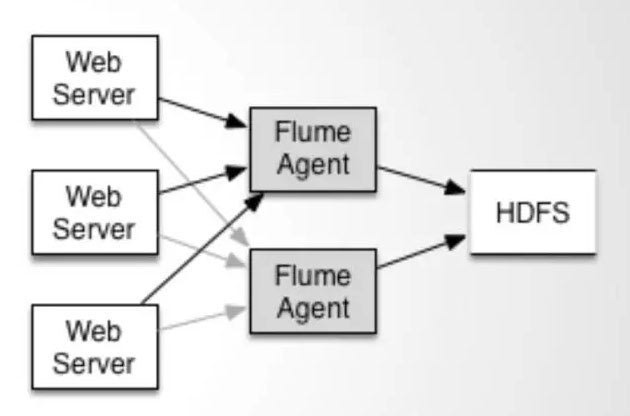 Web
Server
Flume
Agent
Web
Server
HDFS
Flume
Agent
Web
Server